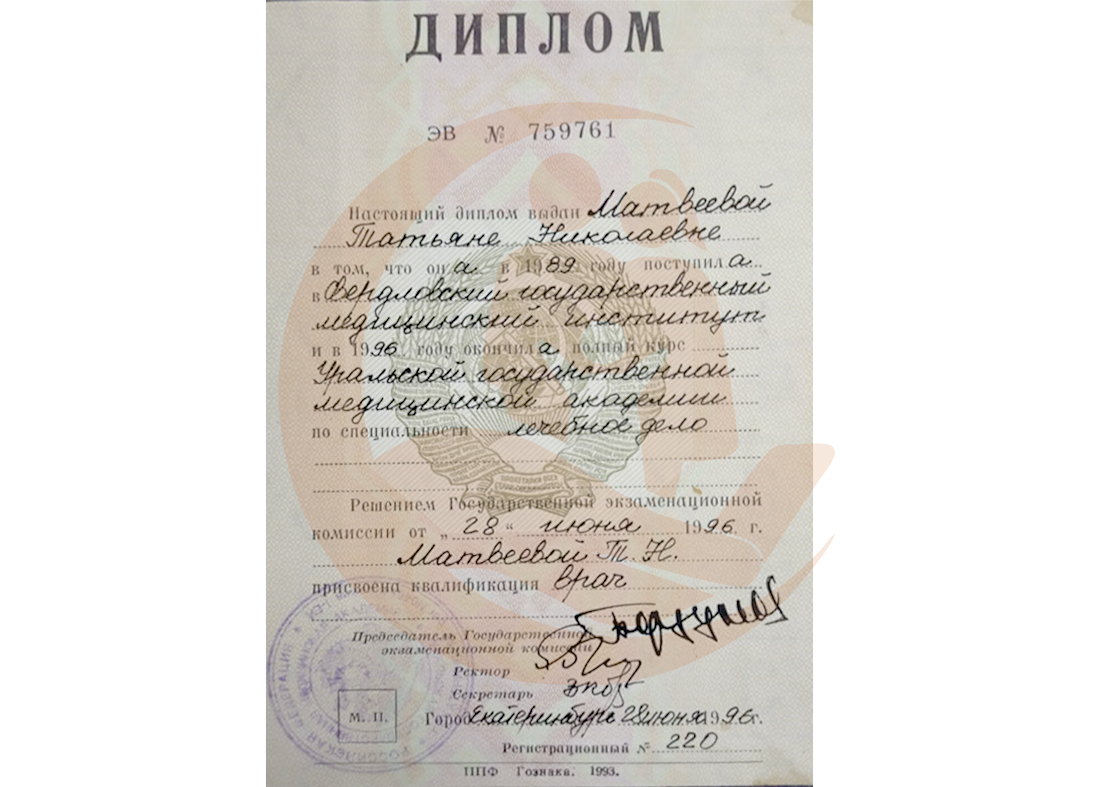 ДИПЛОМ
ЭВ № 759761
Настоящий диплом выдан Матвеевой
Татьяне Николаевне
в том, что она в 1989 году поступила
в Свердловский государственный
медицинский институт
и в 1996 году окончила полный курс
Уральской государственной
медицинской академии
по специальности лечебное дело
Решением Государственной экзаменационной
комиссии от „28“ июня 1996 г.
Матвеевой Т. Н.
присвоена квалификация врач
Председатель Государственной
экзаменационной комиссии
Ректор
Секретарь
М. П. Город Екатеринбург 28 июня 1996 г.
Регистрационный № 220
ППФ Гознака. 1993.